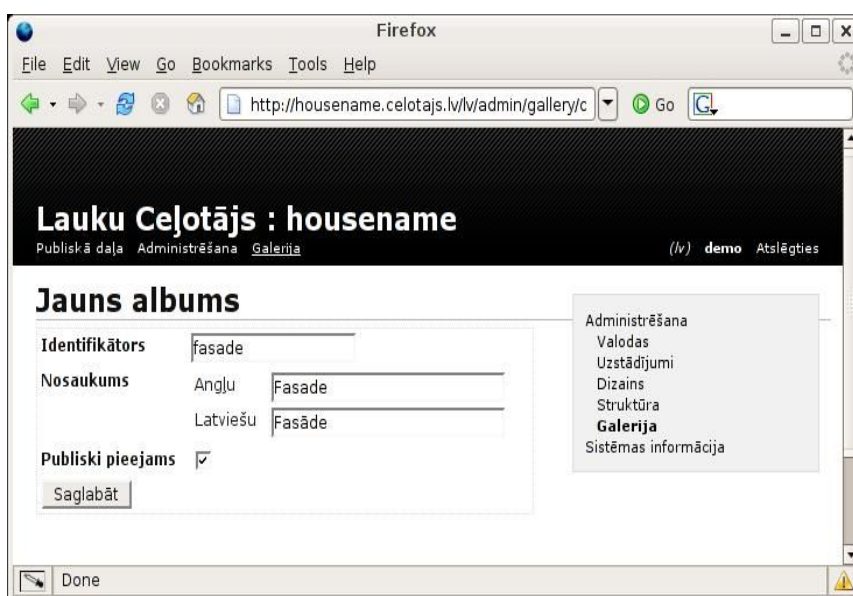 Firefox
File Edit View Go Bookmarks Tools Help
http://housename.celotajs.lv/lv/admin/gallery/c Go G
Lauku Ceļotājs : housename
Publiskā daļa Administrēšana Galerija (lv) demo Atslēgties
Jauns albums
Identifikātors fasade
Nosaukums Angļu Fasade
Latviešu Fasāde
Publiski pieejams
Saglabāt
Administrēšana
Valodas
Uzstādījumi
Dizains
Struktūra
Galerija
Sistēmas informācija
Done